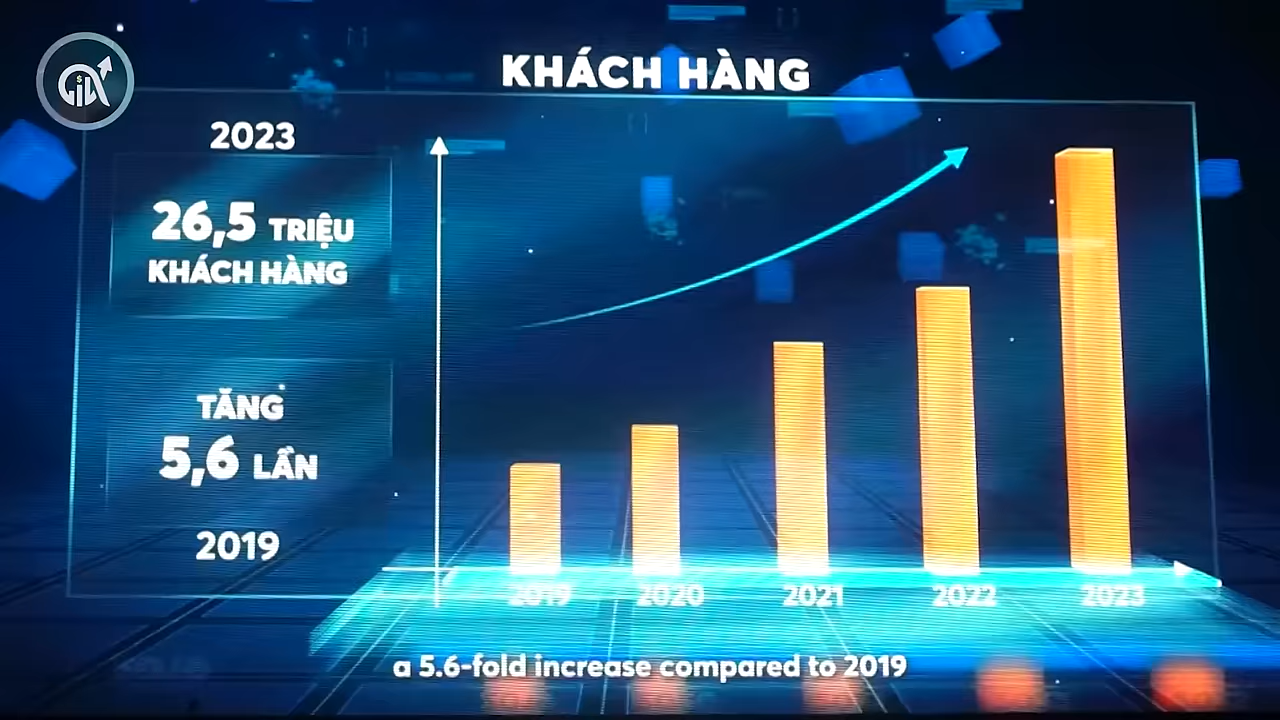 KHÁCH HÀNG
2023
26,5 TRIỆU
KHÁCH HÀNG
TĂNG
5,6 LẦN
2019
2019
2020
2021
2022
2023
a 5.6-fold increase compared to 2019